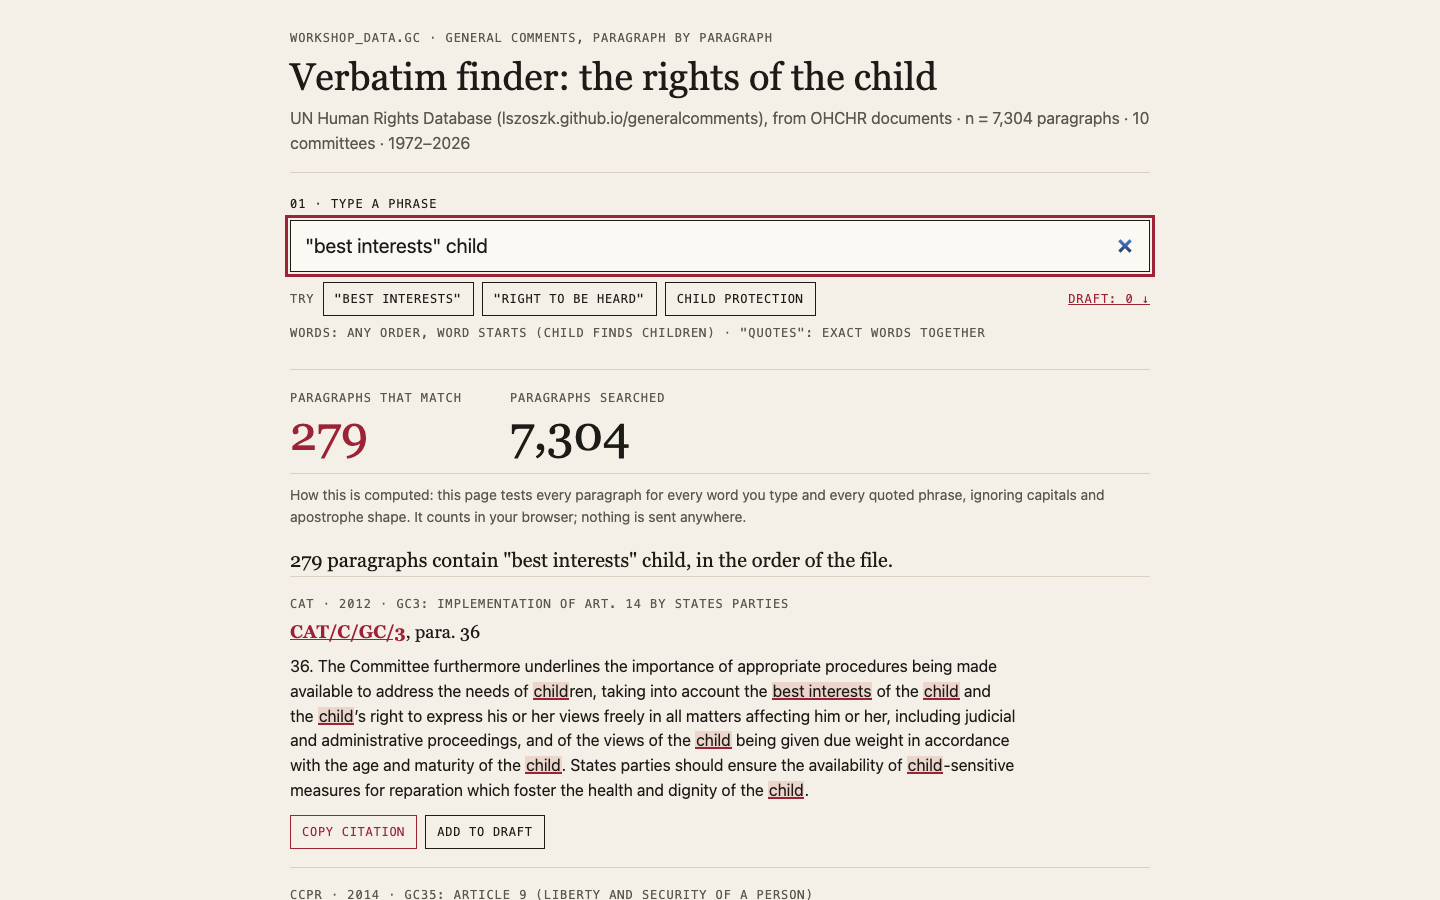 WORKSHOP_DATA.GC · GENERAL COMMENTS, PARAGRAPH BY PARAGRAPH
Verbatim finder: the rights of the child
UN Human Rights Database (lszoszk.github.io/generalcomments), from OHCHR documents · n = 7,304 paragraphs · 10
committees · 1972–2026
01 · TYPE A PHRASE
"best interests" child
TRY "BEST INTERESTS" "RIGHT TO BE HEARD" CHILD PROTECTION DRAFT: 0 ↓
WORDS: ANY ORDER, WORD STARTS (CHILD FINDS CHILDREN) · "QUOTES": EXACT WORDS TOGETHER
PARAGRAPHS THAT MATCH PARAGRAPHS SEARCHED
279 7,304
How this is computed: this page tests every paragraph for every word you type and every quoted phrase, ignoring capitals and
apostrophe shape. It counts in your browser; nothing is sent anywhere.
279 paragraphs contain "best interests" child, in the order of the file.
CAT · 2012 · GC3: IMPLEMENTATION OF ART. 14 BY STATES PARTIES
CAT/C/GC/3, para. 36
36. The Committee furthermore underlines the importance of appropriate procedures being made
available to address the needs of children, taking into account the best interests of the child and
the child’s right to express his or her views freely in all matters affecting him or her, including judicial
and administrative proceedings, and of the views of the child being given due weight in accordance
with the age and maturity of the child. States parties should ensure the availability of child-sensitive
measures for reparation which foster the health and dignity of the child.
COPY CITATION ADD TO DRAFT
CCPR · 2014 · GC35: ARTICLE 9 (LIBERTY AND SECURITY OF A PERSON)